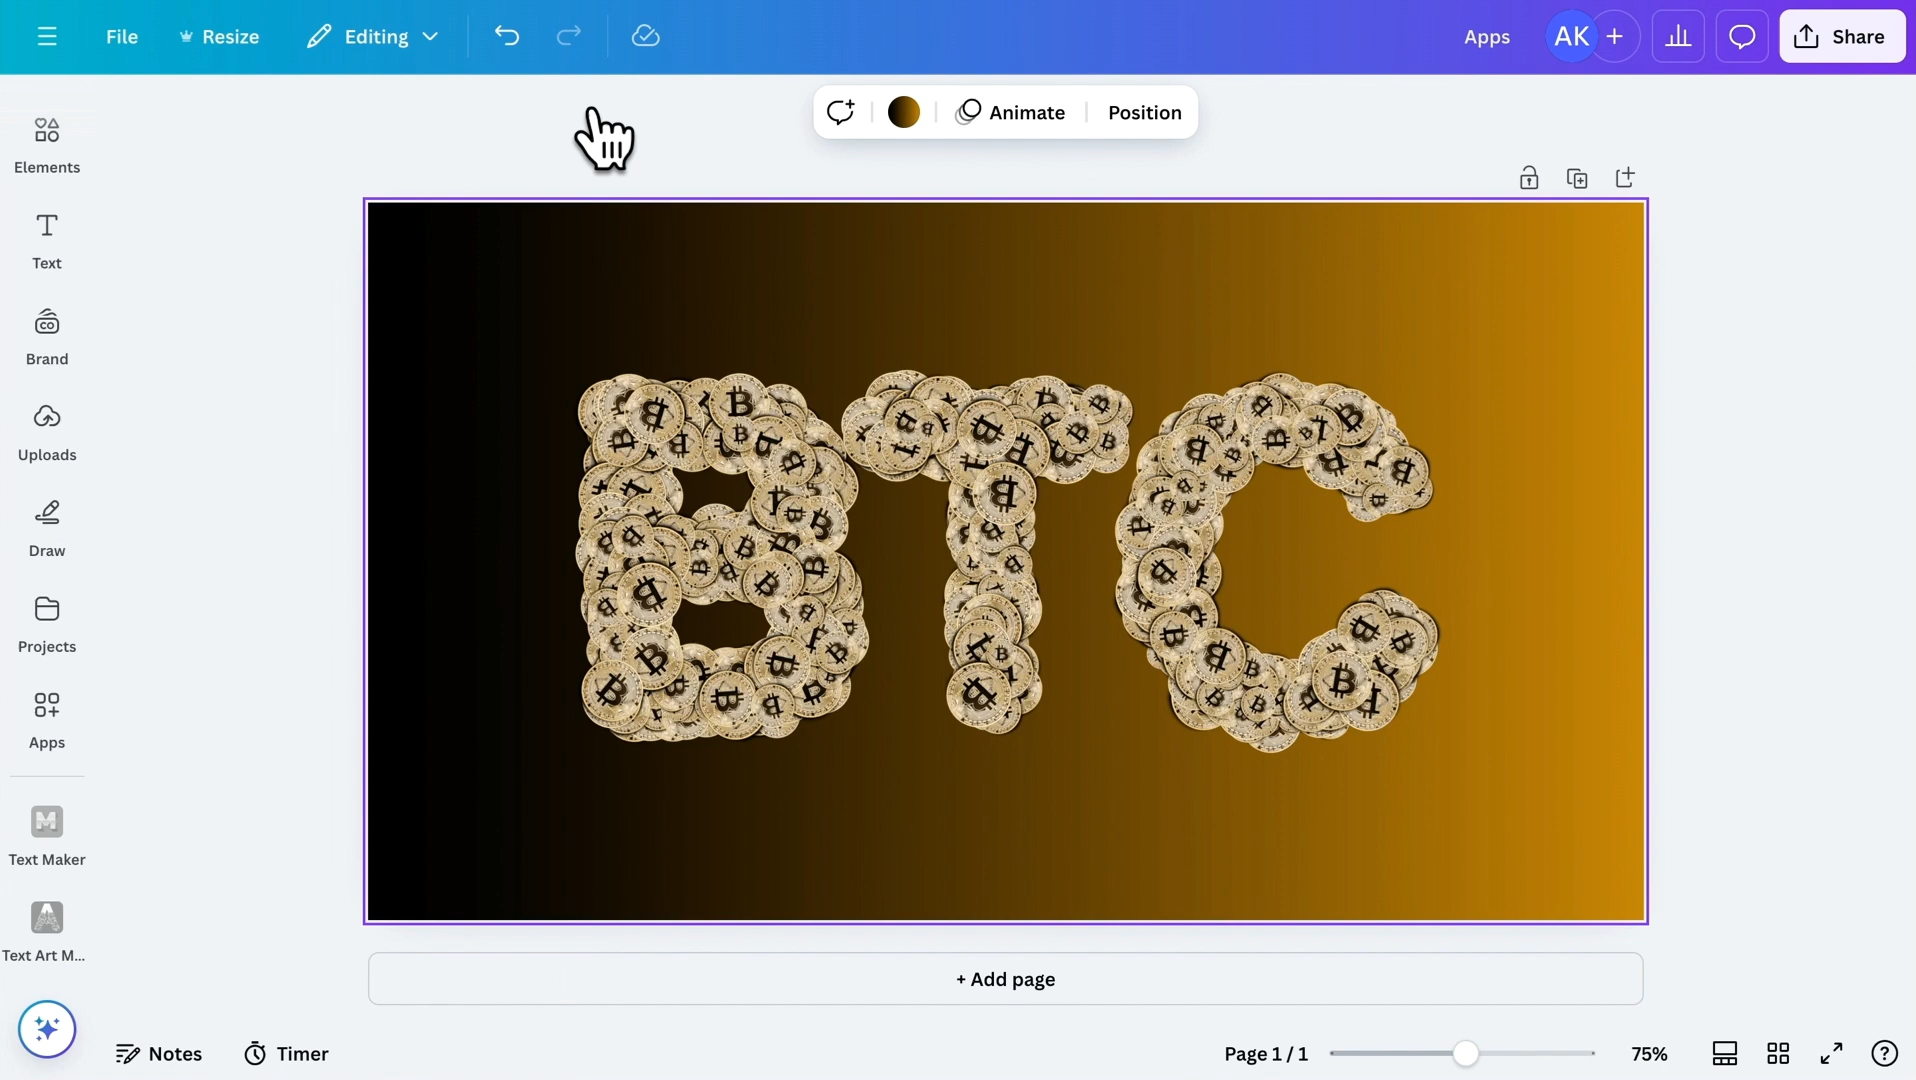 File Resize Editing Apps AK + Share
Animate Position
Elements
Text
CO
Brand
Uploads
Draw
Projects
Apps
M
Text Maker
A
Text Art M...
BTC
+ Add page
Notes Timer Page 1 / 1 75% ?